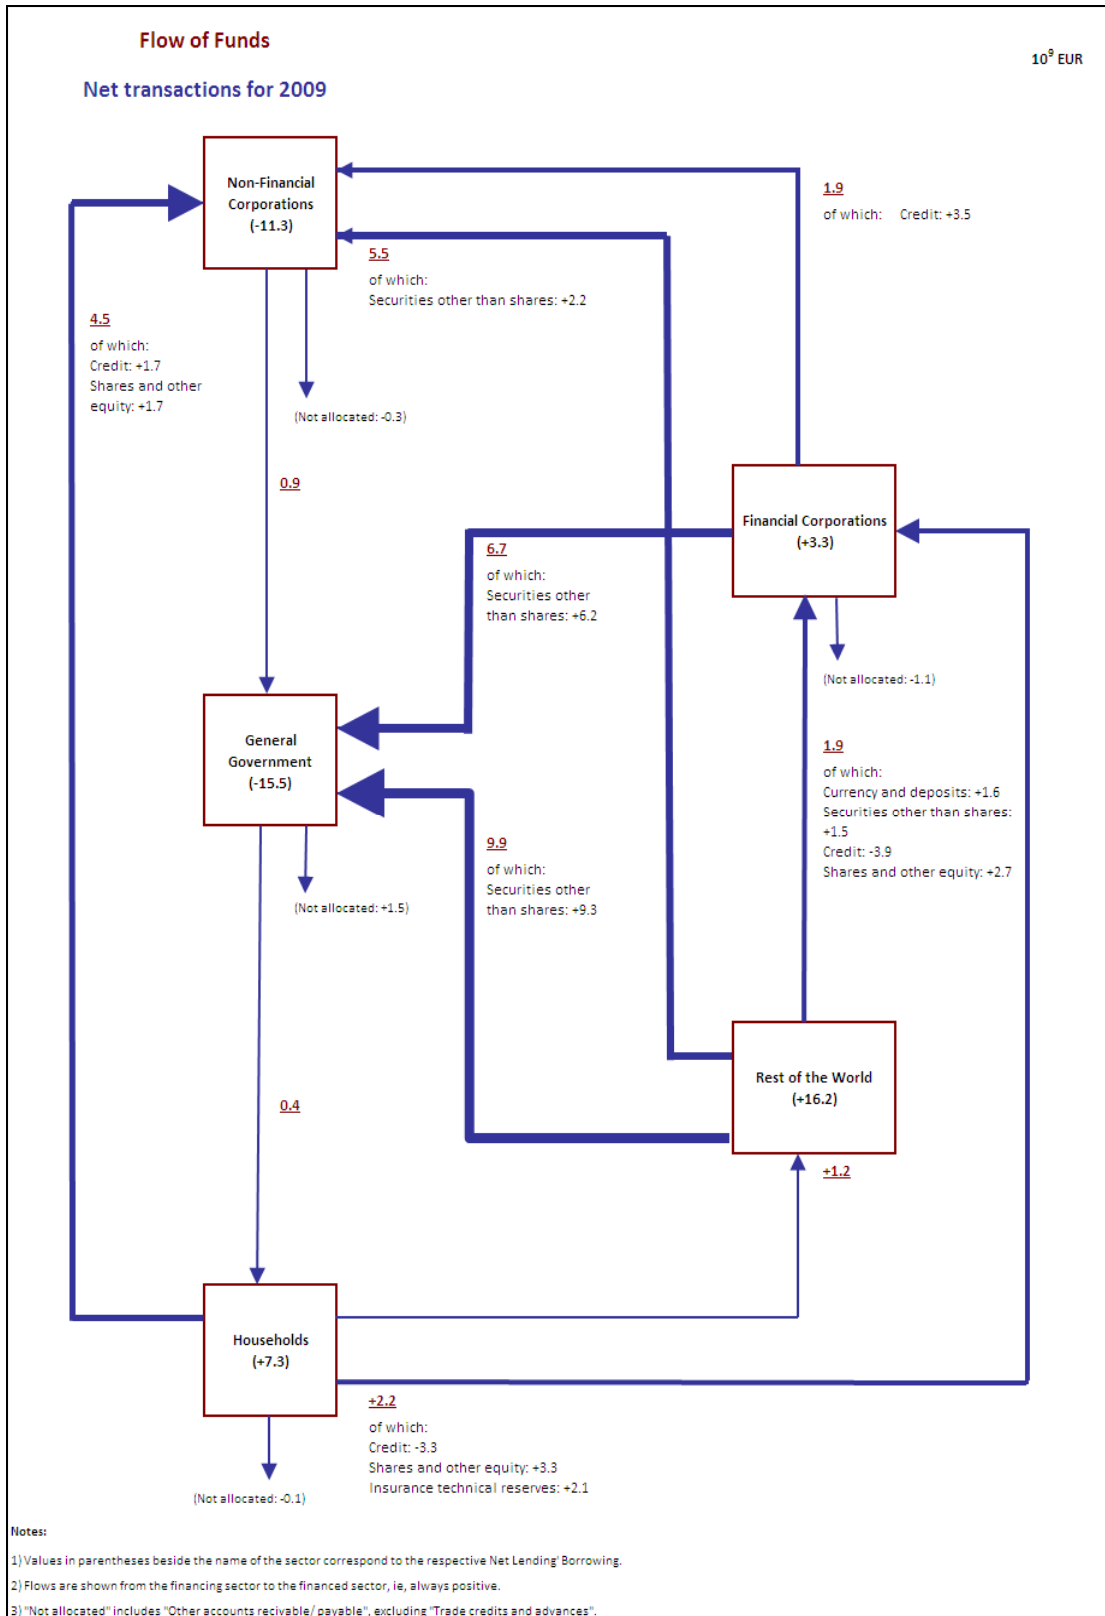 Flow of Funds
10⁹ EUR
Net transactions for 2009
Non-Financial
Corporations
(-11.3)
1.9
of which: Credit: +3.5
5.5
of which:
Securities other than shares: +2.2
4.5
of which:
Credit: +1.7
Shares and other
equity: +1.7
(Not allocated: -0.3)
0.9
Financial Corporations
(+3.3)
6.7
of which:
Securities other
than shares: +6.2
(Not allocated: -1.1)
General
Government
(-15.5)
1.9
of which:
Currency and deposits: +1.6
Securities other than shares:
+1.5
Credit: -3.9
Shares and other equity: +2.7
9.9
of which:
Securities other
than shares: +9.3
(Not allocated: +1.5)
Rest of the World
(+16.2)
0.4
+1.2
Households
(+7.3)
+2.2
of which:
Credit: -3.3
Shares and other equity: +3.3
Insurance technical reserves: +2.1
(Not allocated: -0.1)
Notes:
1) Values in parentheses beside the name of the sector correspond to the respective Net Lending' Borrowing.
2) Flows are shown from the financing sector to the financed sector, ie, always positive.
3) "Not allocated" includes "Other accounts recivable/ payable", excluding "Trade credits and advances".